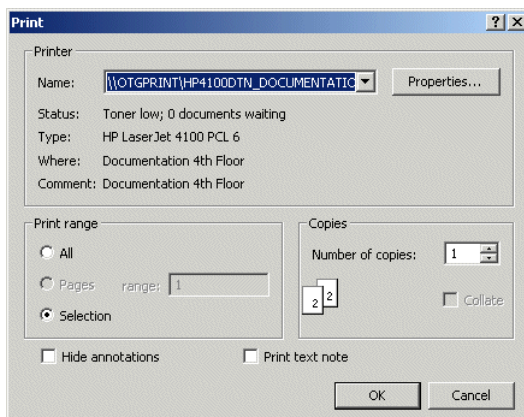 Print
Printer
Name: \\OTGPRINT\HP4100DTN_DOCUMENTATIO Properties...
Status: Toner low; 0 documents waiting
Type: HP LaserJet 4100 PCL 6
Where: Documentation 4th Floor
Comment: Documentation 4th Floor
Print range
All
Pages range: 1
Selection
Copies
Number of copies: 1
2 2
Collate
Hide annotations Print text note
OK Cancel